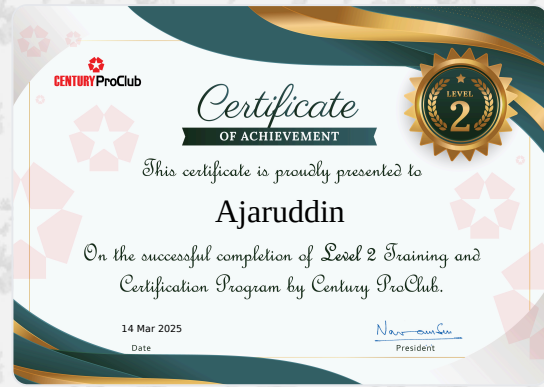 CENTURY ProClub
LEVEL
2
Certificate
OF ACHIEVEMENT
This certificate is proudly presented to
Ajaruddin
On the successful completion of Level 2 Training and
Certification Program by Century ProClub.
14 Mar 2025
Date
President